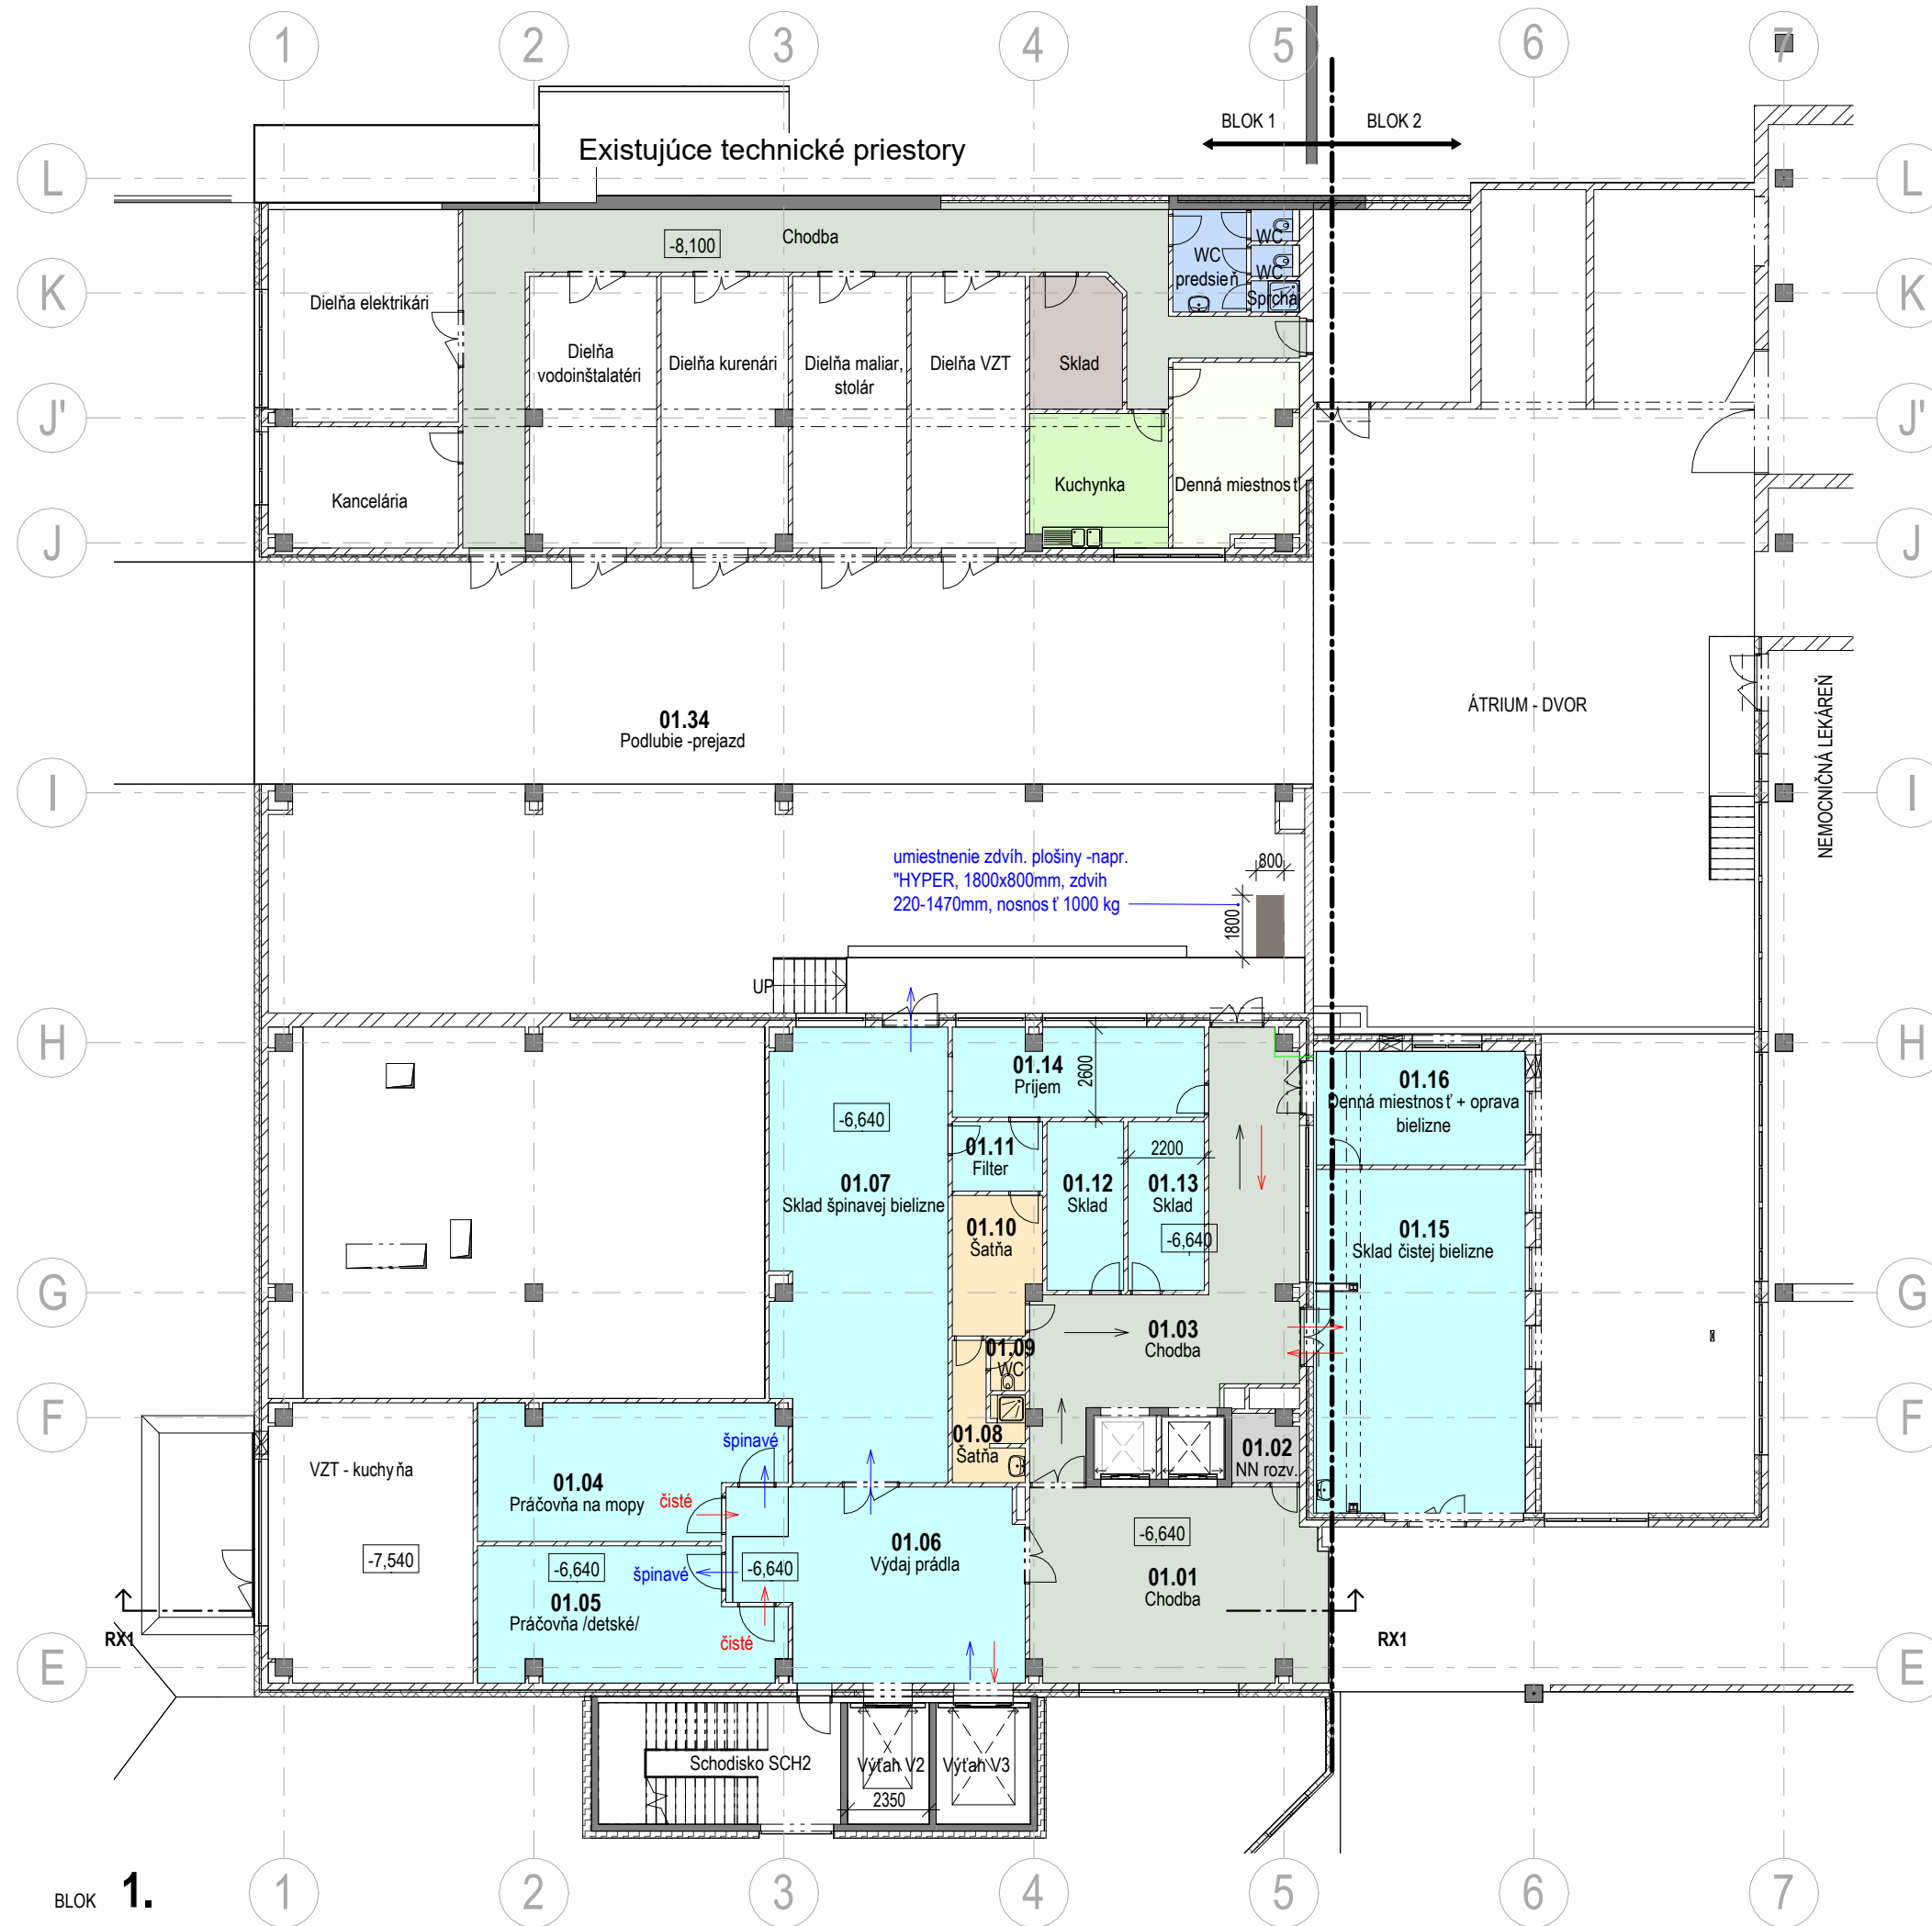 1 2 3 4 5 6 7
BLOK 1 BLOK 2
Existujúce technické priestory
L L
Chodba
-8,100
WC
WC
predsieň
WC
Sprcha
K K
Dielňa elektrikári
Dielňa
vodoinštalatéri
Dielňa kurenári
Dielňa maliar,
stolár
Dielňa VZT
Sklad
J' J'
Kancelária
Kuchynka
Denná miestnosť
J J
01.34
Podlubie -prejazd
ÁTRIUM - DVOR
NEMOCNIČNÁ LEKÁREŇ
I I
umiestnenie zdvíh. plošiny -napr.
"HYPER, 1800x800mm, zdvih
220-1470mm, nosnosť 1000 kg
800
1800
UP
H H
01.14
Príjem
2600
01.16
Denná miestnosť + oprava
bielizne
-6,640
01.11
Filter
2200
01.07
Sklad špinavej bielizne
01.12
Sklad
01.13
Sklad
-6,640
01.10
Šatňa
01.15
Sklad čistej bielizne
G G
01.03
Chodba
01.09
WC
F F
01.08
Šatňa
01.02
NN rozv.
VZT - kuchyňa
špinavé
01.04
Práčovňa na mopy
čisté
-7,540
-6,640
špinavé
-6,640
01.06
Výdaj prádla
-6,640
01.01
Chodba
01.05
Práčovňa /detské/
čisté
RX1 RX1
E E
Schodisko SCH2
Výťah V2
Výťah V3
2350
BLOK 1.
1 2 3 4 5 6 7